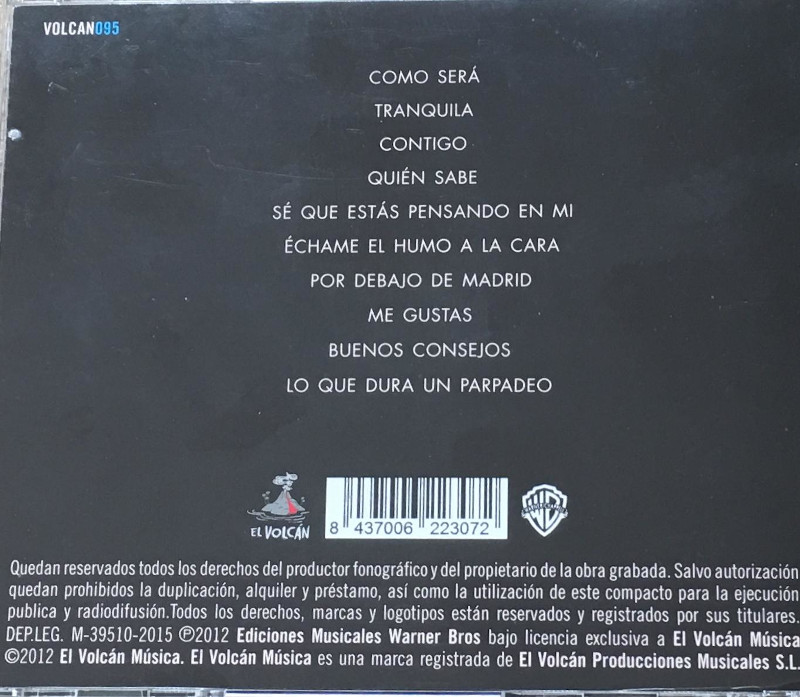 VOLCAN095
COMO SERÁ
TRANQUILA
CONTIGO
QUIÉN SABE
SÉ QUE ESTÁS PENSANDO EN MI
ÉCHAME EL HUMO A LA CARA
POR DEBAJO DE MADRID
ME GUSTAS
BUENOS CONSEJOS
LO QUE DURA UN PARPADEO
EL VOLCÁN
8 437006 223072
WB
Quedan reservados todos los derechos del productor fonográfico y del propietario de la obra grabada. Salvo autorización
quedan prohibidos la duplicación, alquiler y préstamo, así como la utilización de este compacto para la ejecución
publica y radiodifusión.Todos los derechos, marcas y logotipos están reservados y registrados por sus titulares.
DEP.LEG. M-39510-2015 ℗2012 Ediciones Musicales Warner Bros bajo licencia exclusiva a El Volcán Música
©2012 El Volcán Música. El Volcán Música es una marca registrada de El Volcán Producciones Musicales S.L.